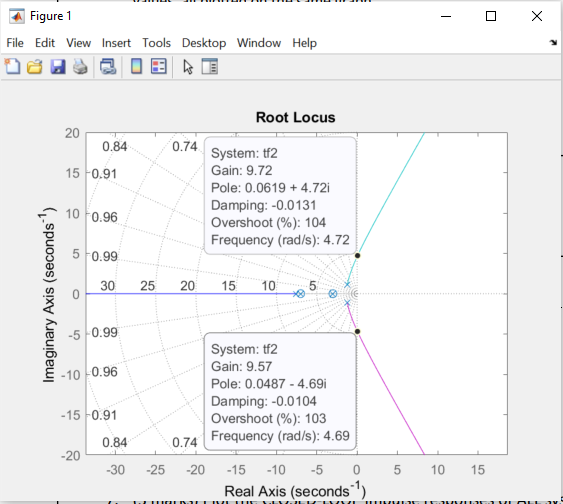 Figure 1
File Edit View Insert Tools Desktop Window Help
Root Locus
20
15
10
5
0
-5
-10
-15
-20
Imaginary Axis (seconds-1)
0.84 0.74
0.91
0.96
0.99
30 25 20 15 10 5
0.99
0.96
0.91
0.84 0.74
System: tf2
Gain: 9.72
Pole: 0.0619 + 4.72i
Damping: -0.0131
Overshoot (%): 104
Frequency (rad/s): 4.72
System: tf2
Gain: 9.57
Pole: 0.0487 - 4.69i
Damping: -0.0104
Overshoot (%): 103
Frequency (rad/s): 4.69
-30 -25 -20 -15 -10 -5 0 5 10 15
Real Axis (seconds-1)